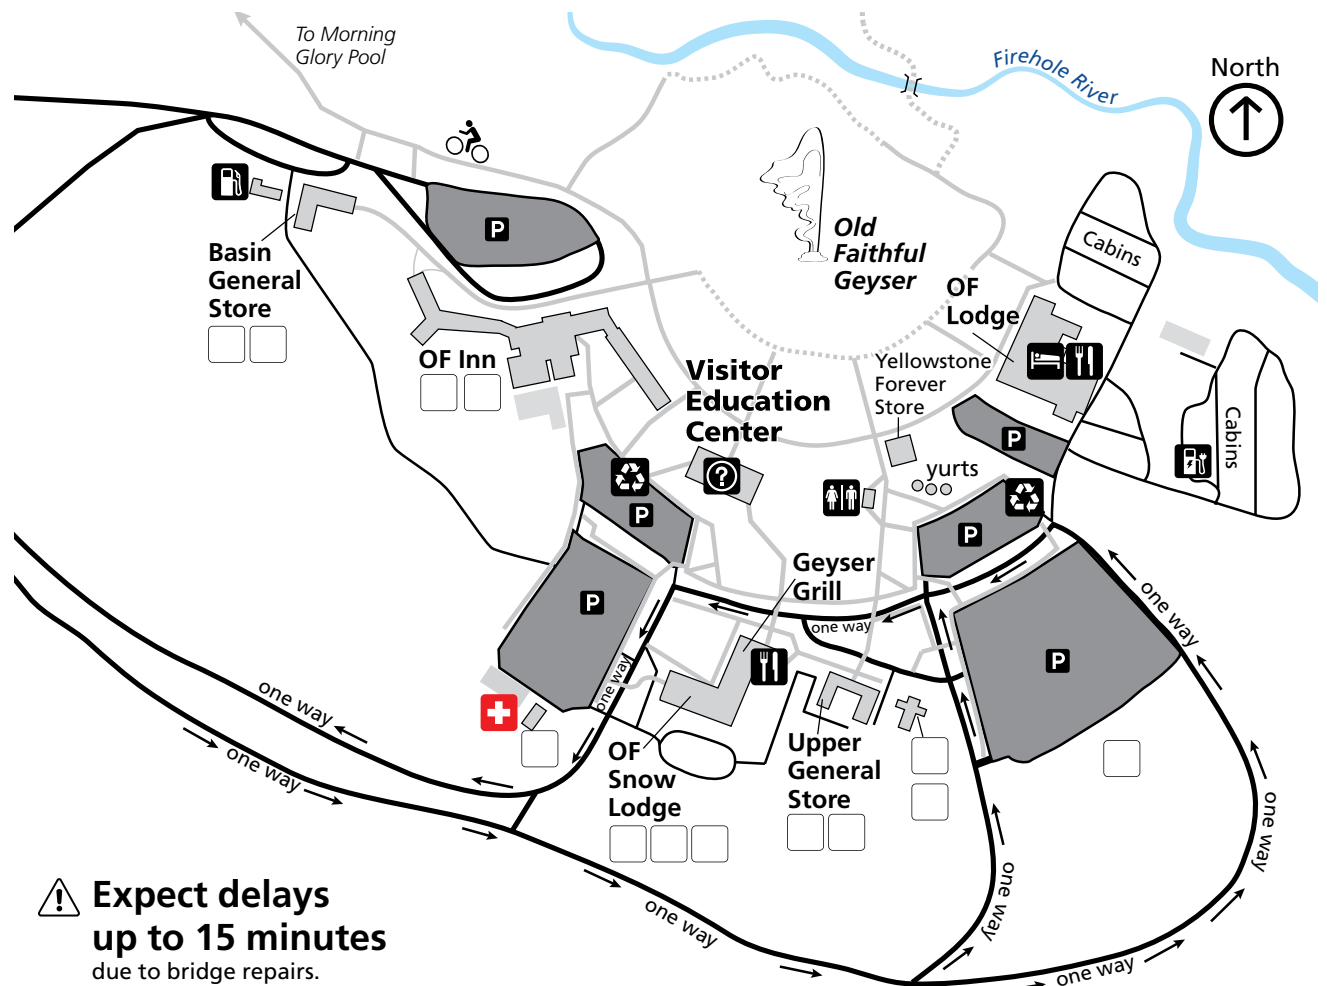 To Morning
Glory Pool
Firehole River
North
Cabins
P
Old
Faithful
Geyser
Basin
General
Store
OF
Lodge
OF Inn
Visitor
Education
Center
?
Yellowstone
Forever
Store
P
Cabins
yurts
P
P
Geyser
Grill
P
one way
one way
one way
P
one way
one way
OF
Snow
Lodge
Upper
General
Store
one way
one way
one way
one way
one way
Expect delays
up to 15 minutes
due to bridge repairs.